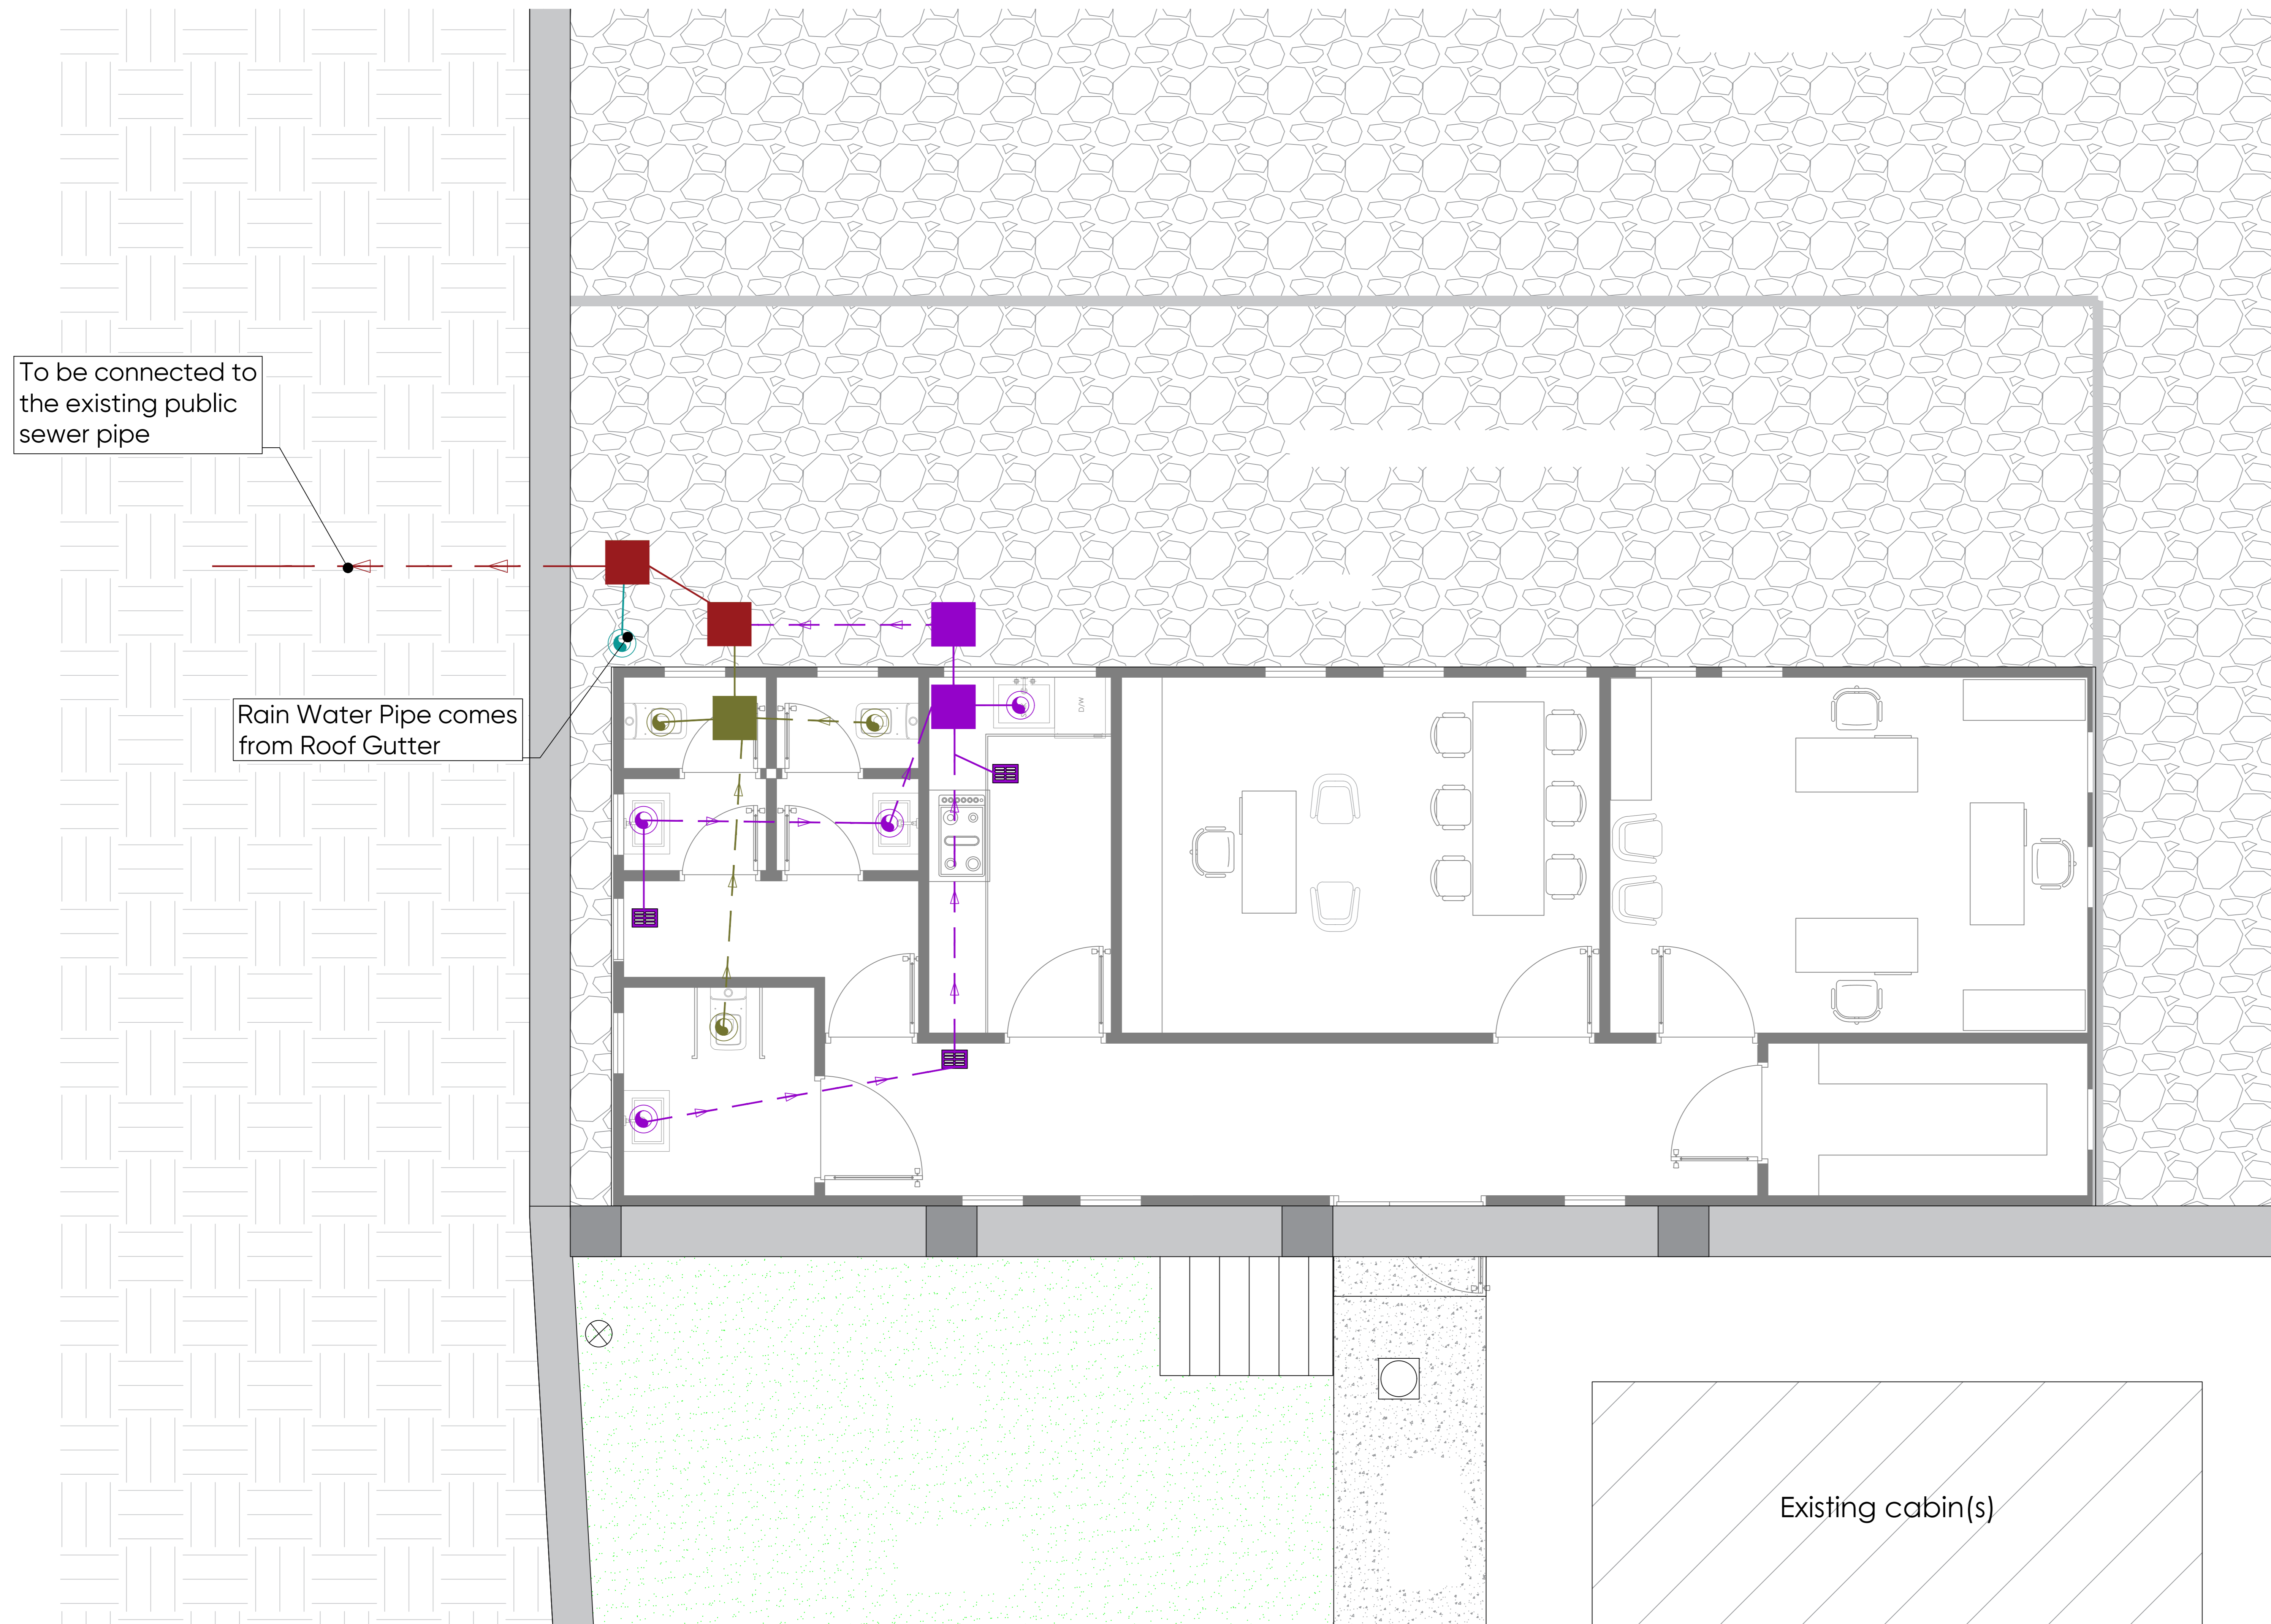 To be connected to
the existing public
sewer pipe
Rain Water Pipe comes
from Roof Gutter
D/W
Existing cabin(s)